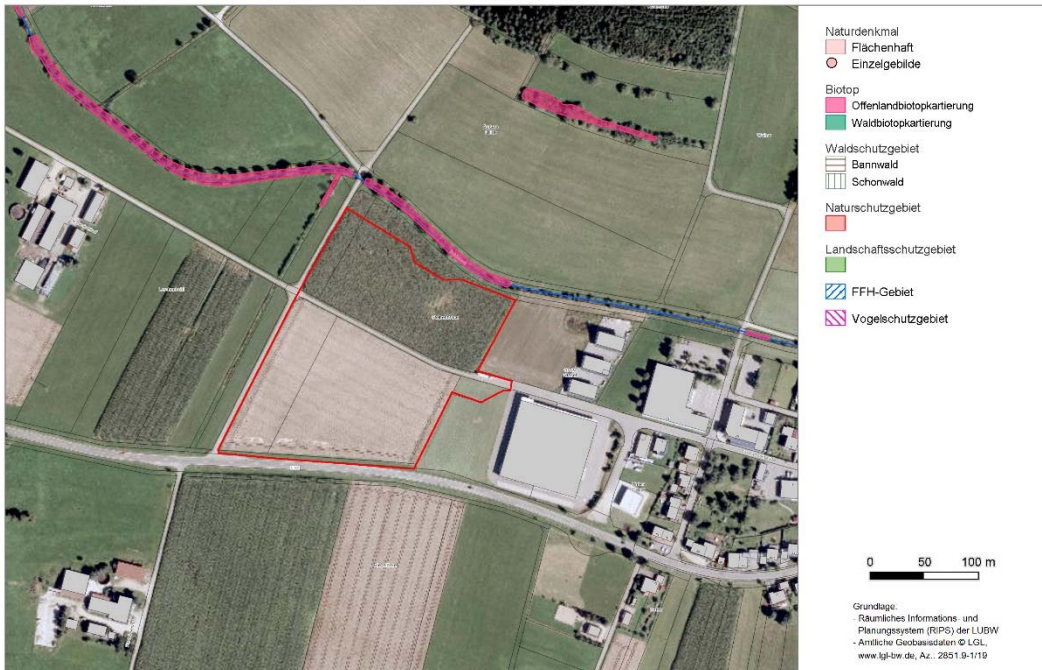 Naturdenkmal
Flächenhaft
Einzelgebilde
Biotop
Offenlandbiotopkartierung
Waldbiotopkartierung
Waldschutzgebiet
Bannwald
Schonwald
Naturschutzgebiet
Landschaftsschutzgebiet
FFH-Gebiet
Vogelschutzgebiet
0 50 100 m
Grundlage:
- Räumliches Informations- und
Planungssystem (RIPS) der LUBW
- Amtliche Geobasisdaten © LGL,
www.lgl-bw.de, Az.: 2851.9-1/19